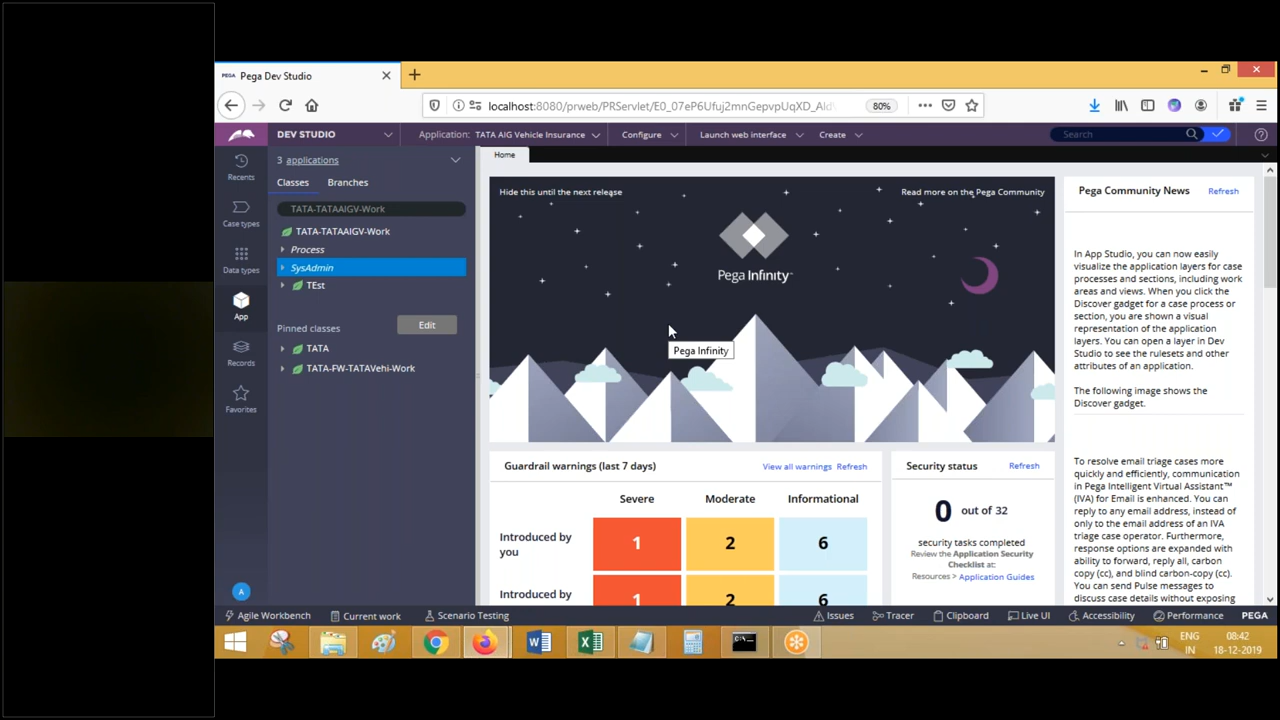 PEGA Pega Dev Studio
localhost:8080/prweb/PRServlet/E0_07eP6Ufuj2mnGepvpUqXD_Ald
80%
DEV STUDIO
Application: TATA AIG Vehicle Insurance
Configure
Launch web interface
Create
Search
Recents
Case types
Data types
App
Records
Favorites
A
3 applications
Classes Branches
TATA-TATAAIGV-Work
TATA-TATAAIGV-Work
Process
SysAdmin
TEst
Pinned classes Edit
TATA
TATA-FW-TATAVehi-Work
Home
Hide this until the next release Read more on the Pega Community
Pega Infinity
Pega Infinity
Guardrail warnings (last 7 days) View all warnings Refresh
Severe Moderate Informational
Introduced by
you
1 2 6
Introduced by
1 2 6
Security status Refresh
0 out of 32
security tasks completed
Review the Application Security
Checklist at:
Resources > Application Guides
Pega Community News Refresh
In App Studio, you can now easily
visualize the application layers for case
processes and sections, including work
areas and views. When you click the
Discover gadget for a case process or
section, you are shown a visual
representation of the application
layers. You can open a layer in Dev
Studio to see the rulesets and other
attributes of an application.
The following image shows the
Discover gadget.
To resolve email triage cases more
quickly and efficiently, communication
in Pega Intelligent Virtual Assistant™
(IVA) for Email is enhanced. You can
reply to any email address, instead of
only to the email address of an IVA
triage case operator. Furthermore,
response options are expanded with
ability to forward, reply all, carbon
copy (cc), and blind carbon-copy (cc).
You can send Pulse messages to
discuss case details without exposing
Agile Workbench Current work Scenario Testing Issues Tracer Clipboard Live UI Accessibility Performance PEGA
ENG
IN
08:42
18-12-2019